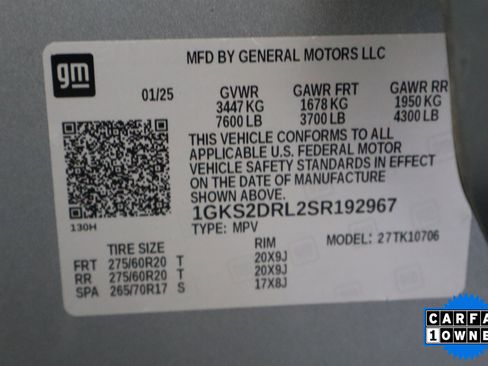 gm
MFD BY GENERAL MOTORS LLC
01/25
GVWR GAWR FRT GAWR RR
3447 KG 1678 KG 1950 KG
7600 LB 3700 LB 4300 LB
THIS VEHICLE CONFORMS TO ALL
APPLICABLE U.S. FEDERAL MOTOR
VEHICLE SAFETY STANDARDS IN EFFECT
ON THE DATE OF MANUFACTURE
SHOWN ABOVE.
1GKS2DRL2SR192967
130H
TYPE: MPV
MODEL: 27TK10706
TIRE SIZE RIM
FRT 275/60R20 T 20X9J
RR 275/60R20 T 20X9J
SPA 265/70R17 S 17X8J
CARFA
1 OWNE